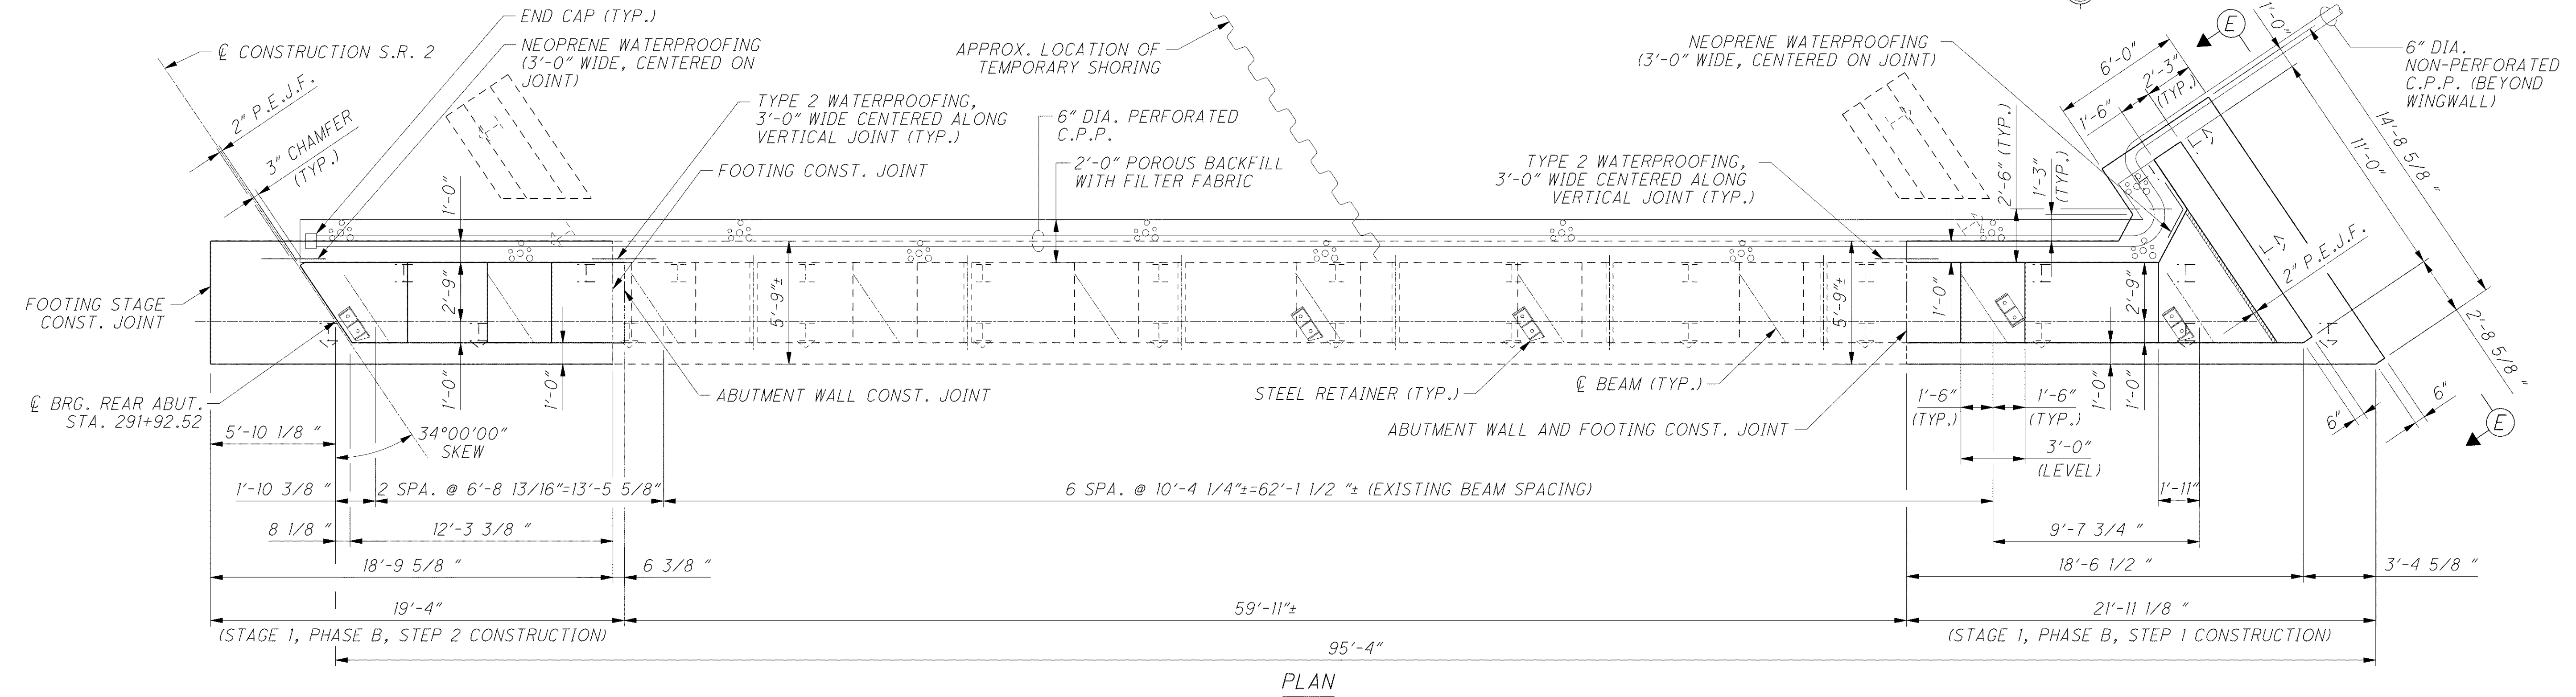 END CAP (TYP.)
NEOPRENE WATERPROOFING
(3'-0" WIDE, CENTERED ON
JOINT)
℄ CONSTRUCTION S.R. 2
2" P.E.J.F.
3" CHAMFER
(TYP.)
TYPE 2 WATERPROOFING,
3'-0" WIDE CENTERED ALONG
VERTICAL JOINT (TYP.)
FOOTING CONST. JOINT
APPROX. LOCATION OF
TEMPORARY SHORING
6" DIA. PERFORATED
C.P.P.
2'-0" POROUS BACKFILL
WITH FILTER FABRIC
NEOPRENE WATERPROOFING
(3'-0" WIDE, CENTERED ON JOINT)
TYPE 2 WATERPROOFING,
3'-0" WIDE CENTERED ALONG
VERTICAL JOINT (TYP.)
E
1'-0"
6'-0"
2'-3"
(TYP.)
1'-6"
6" DIA.
NON-PERFORATED
C.P.P. (BEYOND
WINGWALL)
14'-8 5/8 "
11'-0"
2'-6" (TYP.)
1'-3"
(TYP.)
2" P.E.J.F.
2'-8 5/8 "
1'-0"
2'-9"
1'-0"
1'-0"
5'-9"±
5'-9"±
1'-0"
2'-9"
1'-0"
1'-0"
FOOTING STAGE
CONST. JOINT
℄ BRG. REAR ABUT.
STA. 291+92.52
ABUTMENT WALL CONST. JOINT
STEEL RETAINER (TYP.)
℄ BEAM (TYP.)
ABUTMENT WALL AND FOOTING CONST. JOINT
1'-6"
(TYP.)
1'-6"
(TYP.)
6"
6"
E
5'-10 1/8 "
34°00'00"
SKEW
3'-0"
(LEVEL)
1'-10 3/8 "
2 SPA. @ 6'-8 13/16"=13'-5 5/8"
6 SPA. @ 10'-4 1/4"±=62'-1 1/2 "± (EXISTING BEAM SPACING)
1'-11"
8 1/8 "
12'-3 3/8 "
9'-7 3/4 "
18'-9 5/8 "
6 3/8 "
18'-6 1/2 "
3'-4 5/8 "
19'-4"
59'-11"±
21'-11 1/8 "
(STAGE 1, PHASE B, STEP 2 CONSTRUCTION)
(STAGE 1, PHASE B, STEP 1 CONSTRUCTION)
95'-4"
PLAN